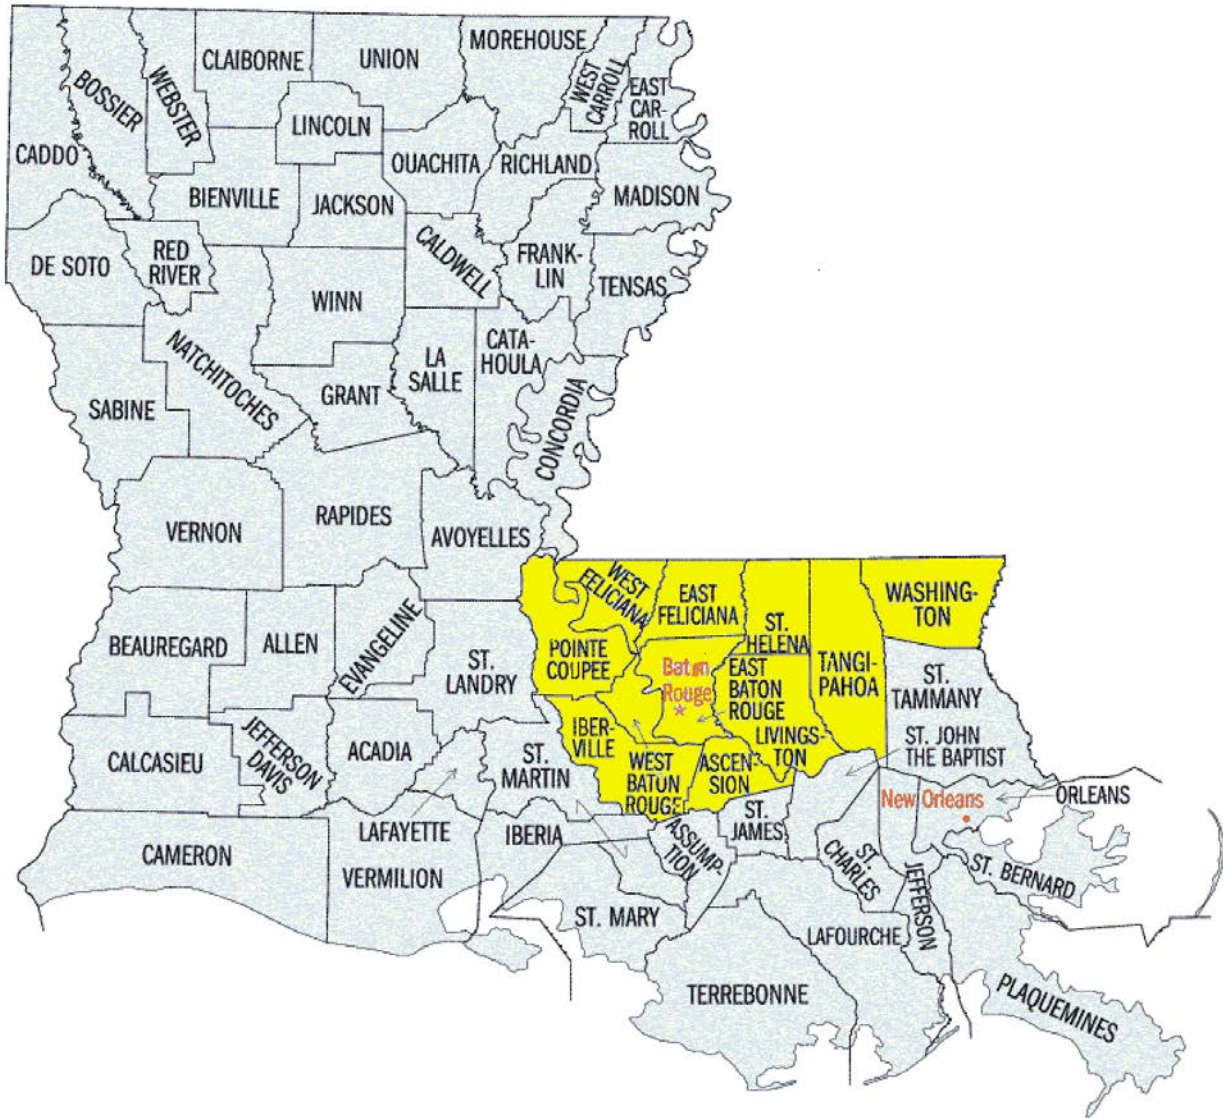 MOREHOUSE
CLAIBORNE
UNION
WEST
CARROLL
BOSSIER
WEBSTER
EAST
CAR-
ROLL
LINCOLN
CADDO
OUACHITA
RICHLAND
MADISON
BIENVILLE
JACKSON
CALDWELL
RED
RIVER
FRANK-
LIN
DE SOTO
TENSAS
WINN
NATCHITOCHES
CATA-
HOULA
LA
SALLE
GRANT
SABINE
CONCORDIA
RAPIDES
VERNON
AVOYELLES
WEST
FELICIANA
EAST
FELICIANA
WASHING-
TON
ST.
HELENA
BEAUREGARD
ALLEN
EVANGELINE
POINTE
COUPEE
TANGI-
PAHOA
ST.
LANDRY
Baton
Rouge
EAST
BATON
ROUGE
ST.
TAMMANY
IBER-
VILLE
LIVINGS-
TON
ST. JOHN
THE BAPTIST
JEFFERSON
DAVIS
ACADIA
CALCASIEU
ST.
MARTIN
WEST
BATON
ROUGE
ASCEN-
SION
New Orleans
ORLEANS
LAFAYETTE
IBERIA
ASSUMP-
TION
ST.
JAMES
CAMERON
VERMILION
ST.
CHARLES
JEFFERSON
ST. BERNARD
ST. MARY
LAFOURCHE
TERREBONNE
PLAQUEMINES